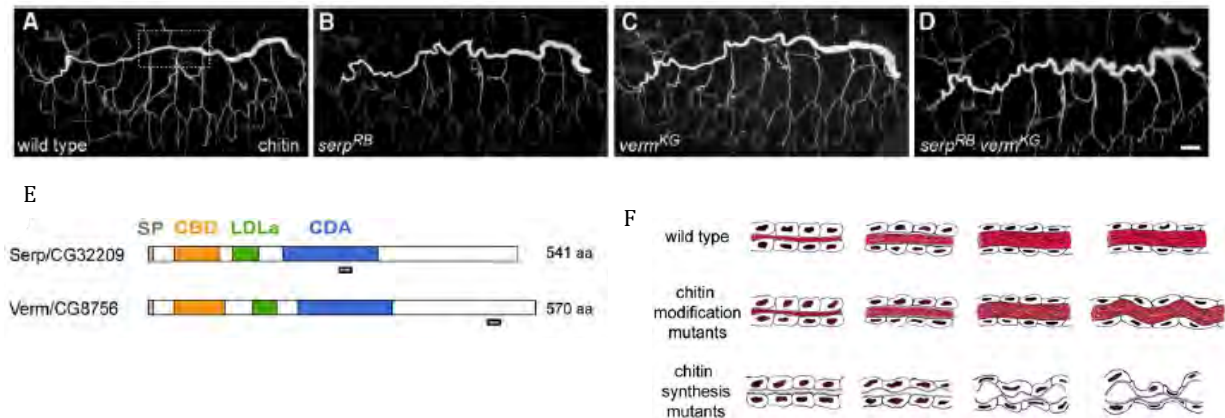 A B C D
wild type chitin serp^RB verm^KG serp^RB verm^KG
E
SP CBD LDLa CDA
Serp/CG32209 541 aa
Verm/CG8756 570 aa
F
wild type
chitin
modification
mutants
chitin
synthesis
mutants